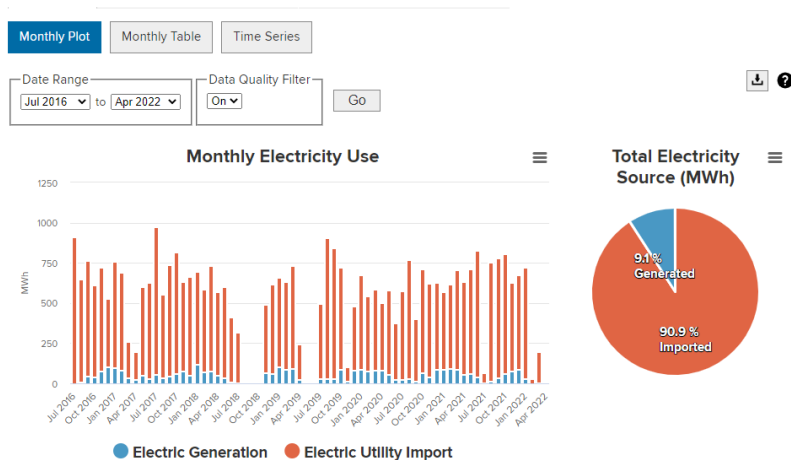 Monthly Plot Monthly Table Time Series
Date Range Data Quality Filter
Jul 2016 to Apr 2022 On Go
?
Monthly Electricity Use
Total Electricity
Source (MWh)
1250
1000
750
500
250
0
MWh
Jul 2016 Oct 2016 Jan 2017 Apr 2017 Jul 2017 Oct 2017 Jan 2018 Apr 2018 Jul 2018 Oct 2018 Jan 2019 Apr 2019 Jul 2019 Oct 2019 Jan 2020 Apr 2020 Jul 2020 Oct 2020 Jan 2021 Apr 2021 Jul 2021 Oct 2021 Jan 2022 Apr 2022
Electric Generation Electric Utility Import
9.1 %
Generated
90.9 %
Imported